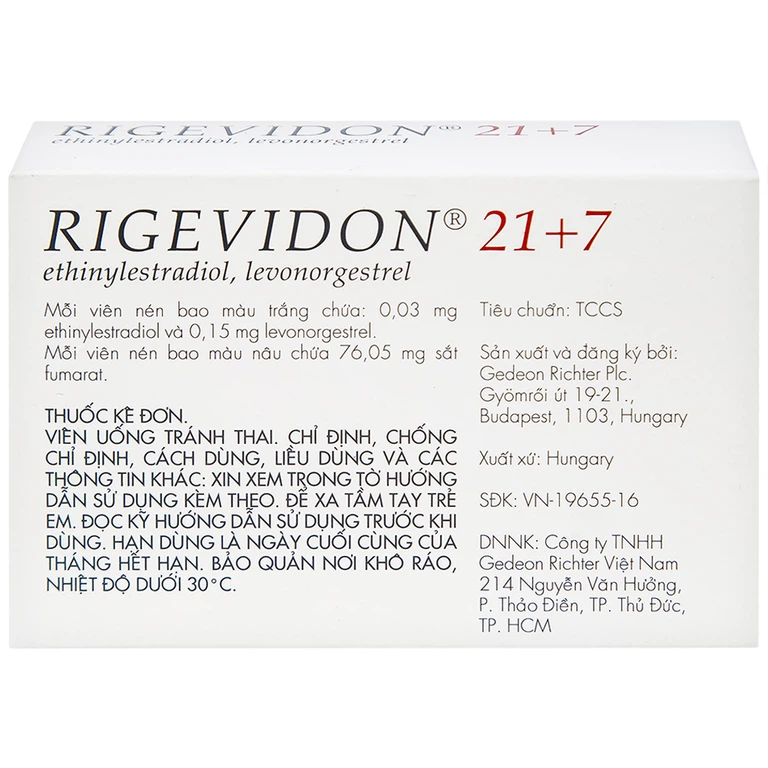 RIGEVIDON® 21+7
ethinylestradiol, levonorgestrel
RIGEVIDON® 21+7
ethinylestradiol, levonorgestrel
Mỗi viên nén bao màu trắng chứa: 0,03 mg
ethinylestradiol và 0,15 mg levonorgestrel.
Mỗi viên nén bao màu nâu chứa 76,05 mg sắt
fumarat.
THUỐC KÊ ĐƠN.
VIÊN UỐNG TRÁNH THAI. CHỈ ĐỊNH, CHỐNG
CHỈ ĐỊNH, CÁCH DÙNG, LIỀU DÙNG VÀ CÁC
THÔNG TIN KHÁC: XIN XEM TRONG TỜ HƯỚNG
DẪN SỬ DỤNG KÈM THEO. ĐỂ XA TẦM TAY TRẺ
EM. ĐỌC KỸ HƯỚNG DẪN SỬ DỤNG TRƯỚC KHI
DÙNG. HẠN DÙNG LÀ NGÀY CUỐI CÙNG CỦA
THÁNG HẾT HẠN. BẢO QUẢN NƠI KHÔ RÁO,
NHIỆT ĐỘ DƯỚI 30°C.
Tiêu chuẩn: TCCS
Sản xuất và đăng ký bởi:
Gedeon Richter Plc.
Gyömrői út 19-21.,
Budapest, 1103, Hungary
Xuất xứ: Hungary
SĐK: VN-19655-16
DNNK: Công ty TNHH
Gedeon Richter Việt Nam
214 Nguyễn Văn Hưởng,
P. Thảo Điền, TP. Thủ Đức,
TP. HCM